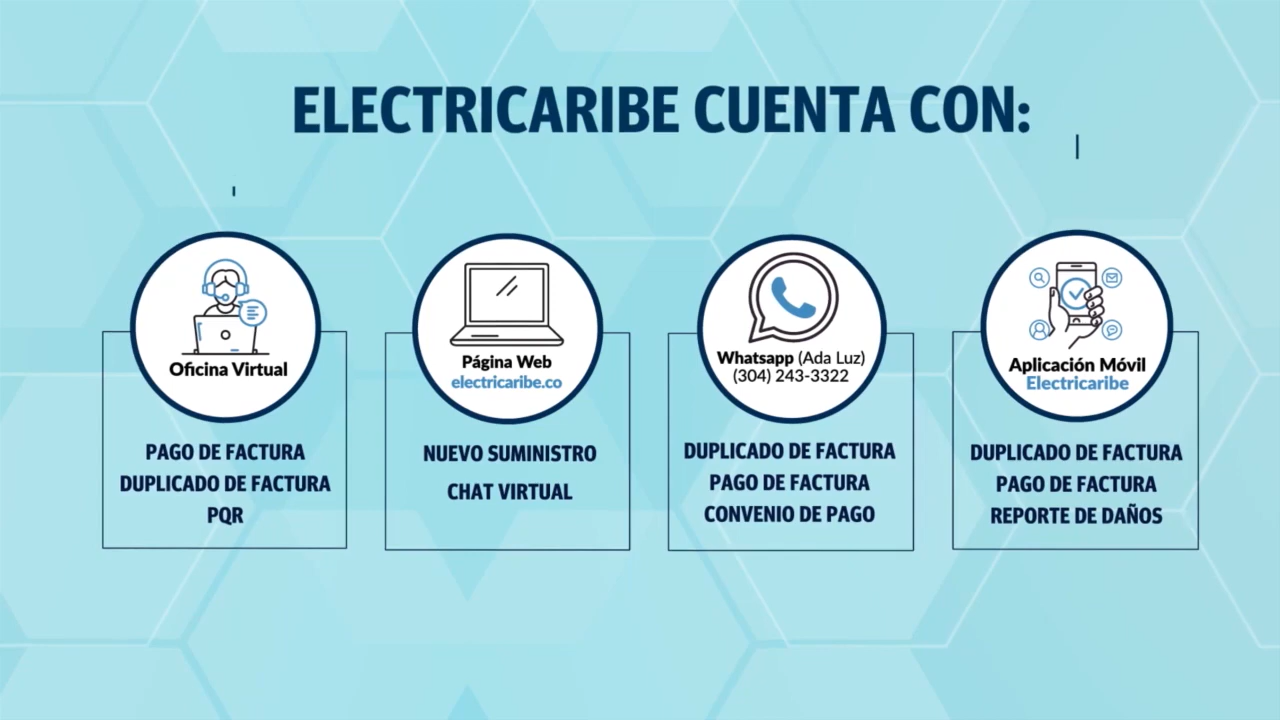 ELECTRICARIBE CUENTA CON:
Oficina Virtual
PAGO DE FACTURA
DUPLICADO DE FACTURA
PQR
Página Web
electricaribe.co
NUEVO SUMINISTRO
CHAT VIRTUAL
Whatsapp (Ada Luz)
(304) 243-3322
DUPLICADO DE FACTURA
PAGO DE FACTURA
CONVENIO DE PAGO
Aplicación Móvil
Electricaribe
DUPLICADO DE FACTURA
PAGO DE FACTURA
REPORTE DE DAÑOS